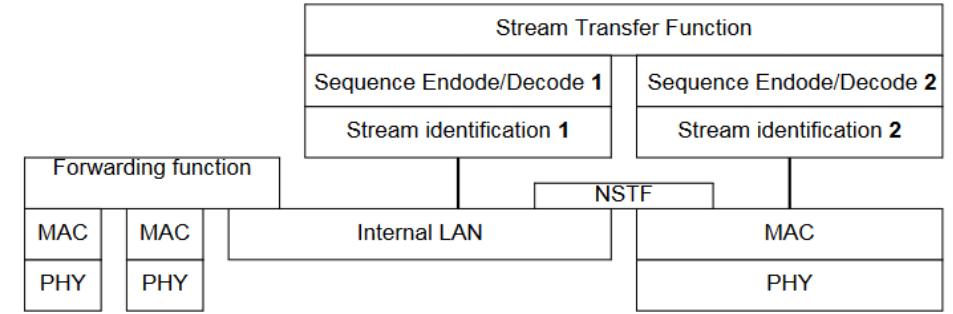 Stream Transfer Function
Sequence Endode/Decode 1
Sequence Endode/Decode 2
Stream identification 1
Stream identification 2
Forwarding function
NSTF
MAC
MAC
Internal LAN
MAC
PHY
PHY
PHY